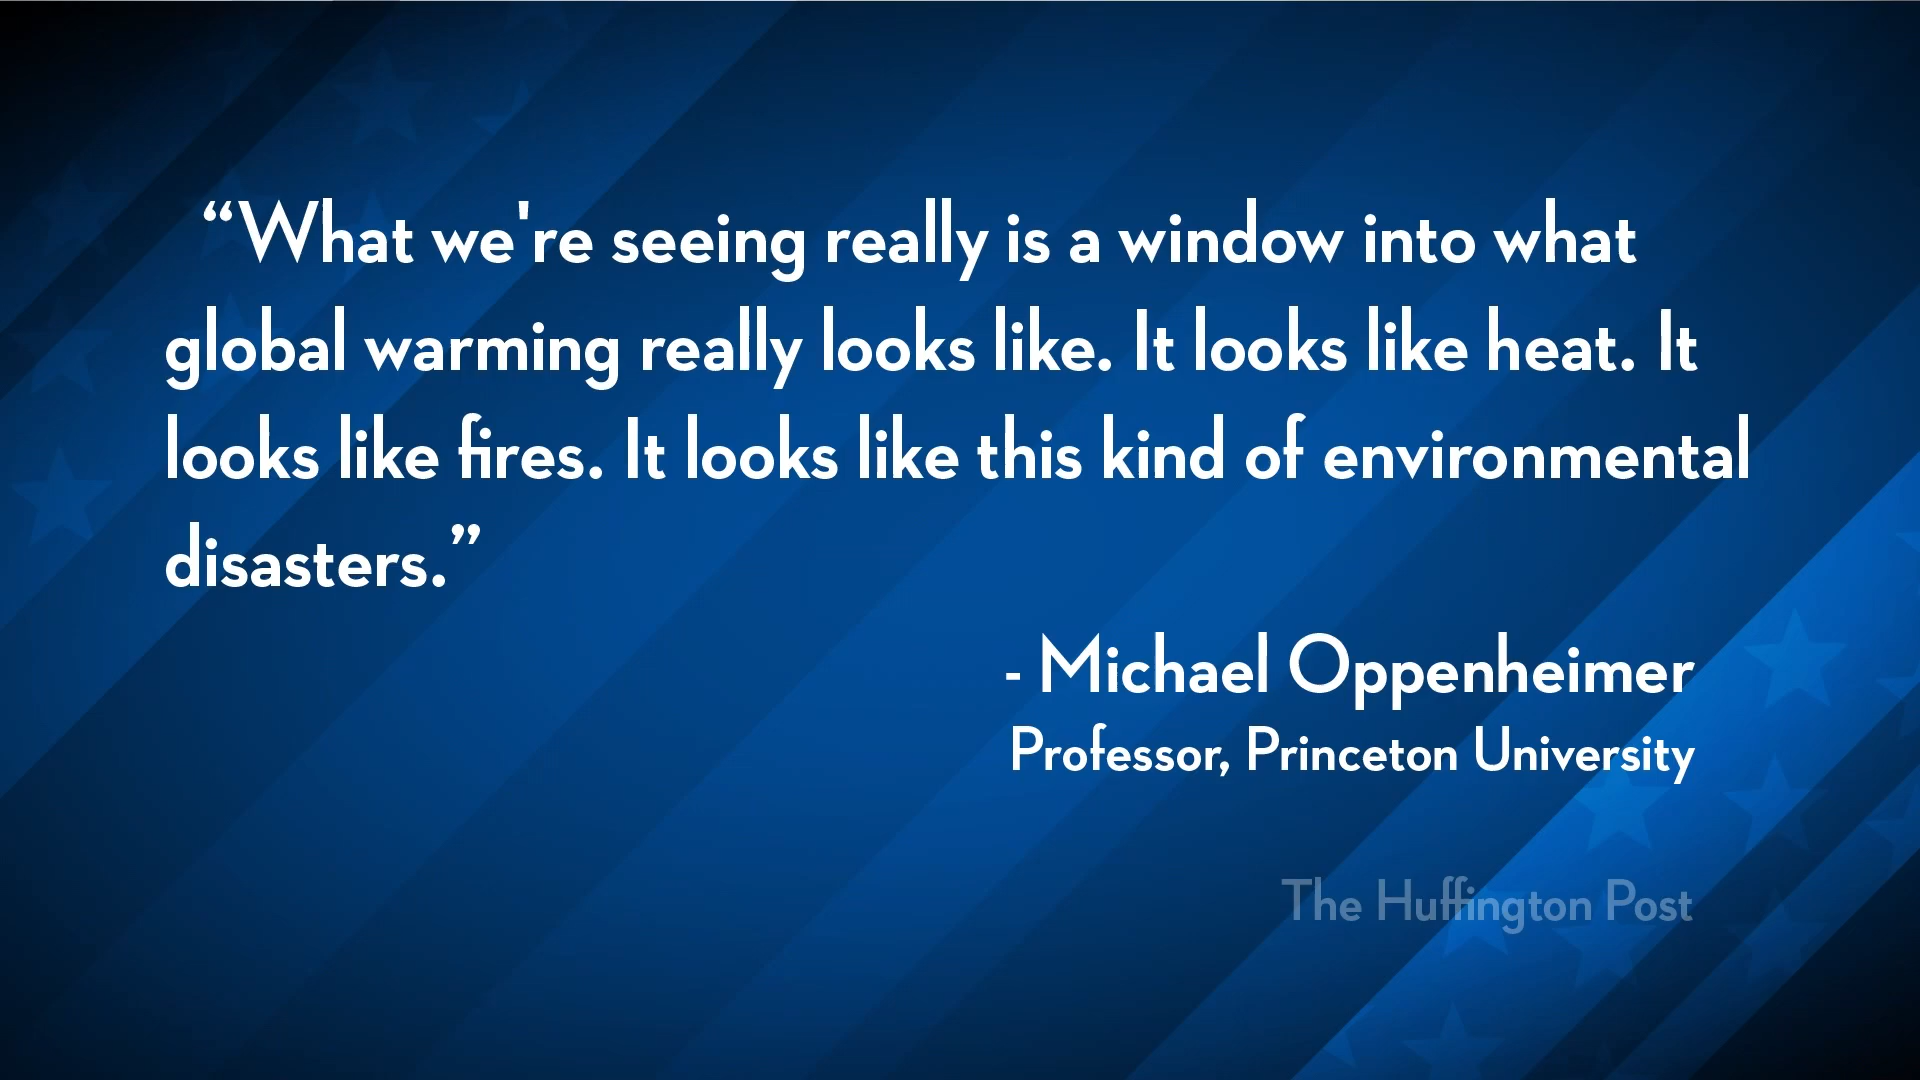 “What we're seeing really is a window into what
global warming really looks like. It looks like heat. It
looks like fires. It looks like this kind of environmental
disasters.”
- Michael Oppenheimer
Professor, Princeton University
The Huffington Post